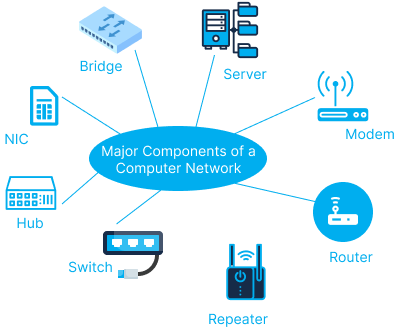 Bridge
Server
NIC
Modem
Major Components of a
Computer Network
Hub
Switch
Router
Repeater